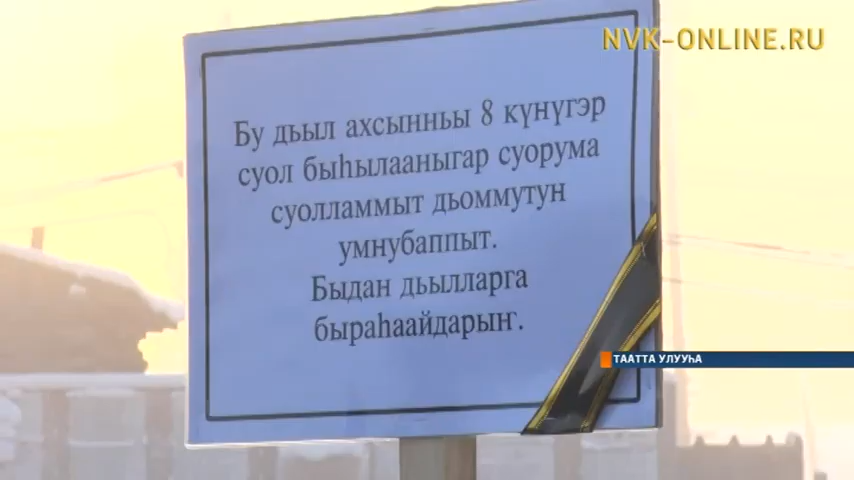 NVK-ONLINE.RU
Бу дьыл ахсынньы 8 күнүгэр
суол быһылааныгар суорума
суолламмыт дьоммутун
умнубаппыт.
Быдан дьылларга
быраһаайдарыҥ.
ТААТТА УЛУУҺА